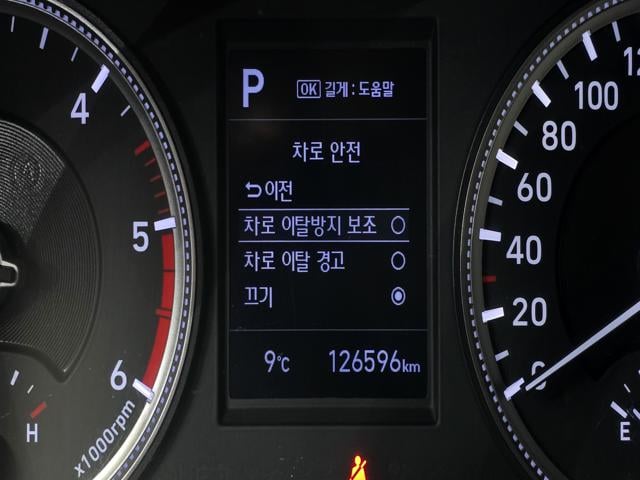 P OK 길게 : 도움말
차로 안전
이전
차로 이탈방지 보조
차로 이탈 경고
끄기
9°C 126596km
4
5
6
x1000rpm
H
100
80
60
40
20
0
E